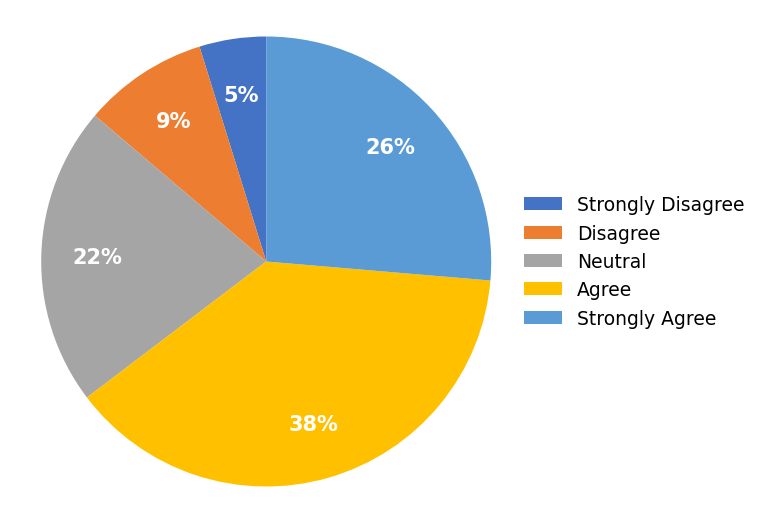 5%
9%
26%
22%
38%
Strongly Disagree
Disagree
Neutral
Agree
Strongly Agree